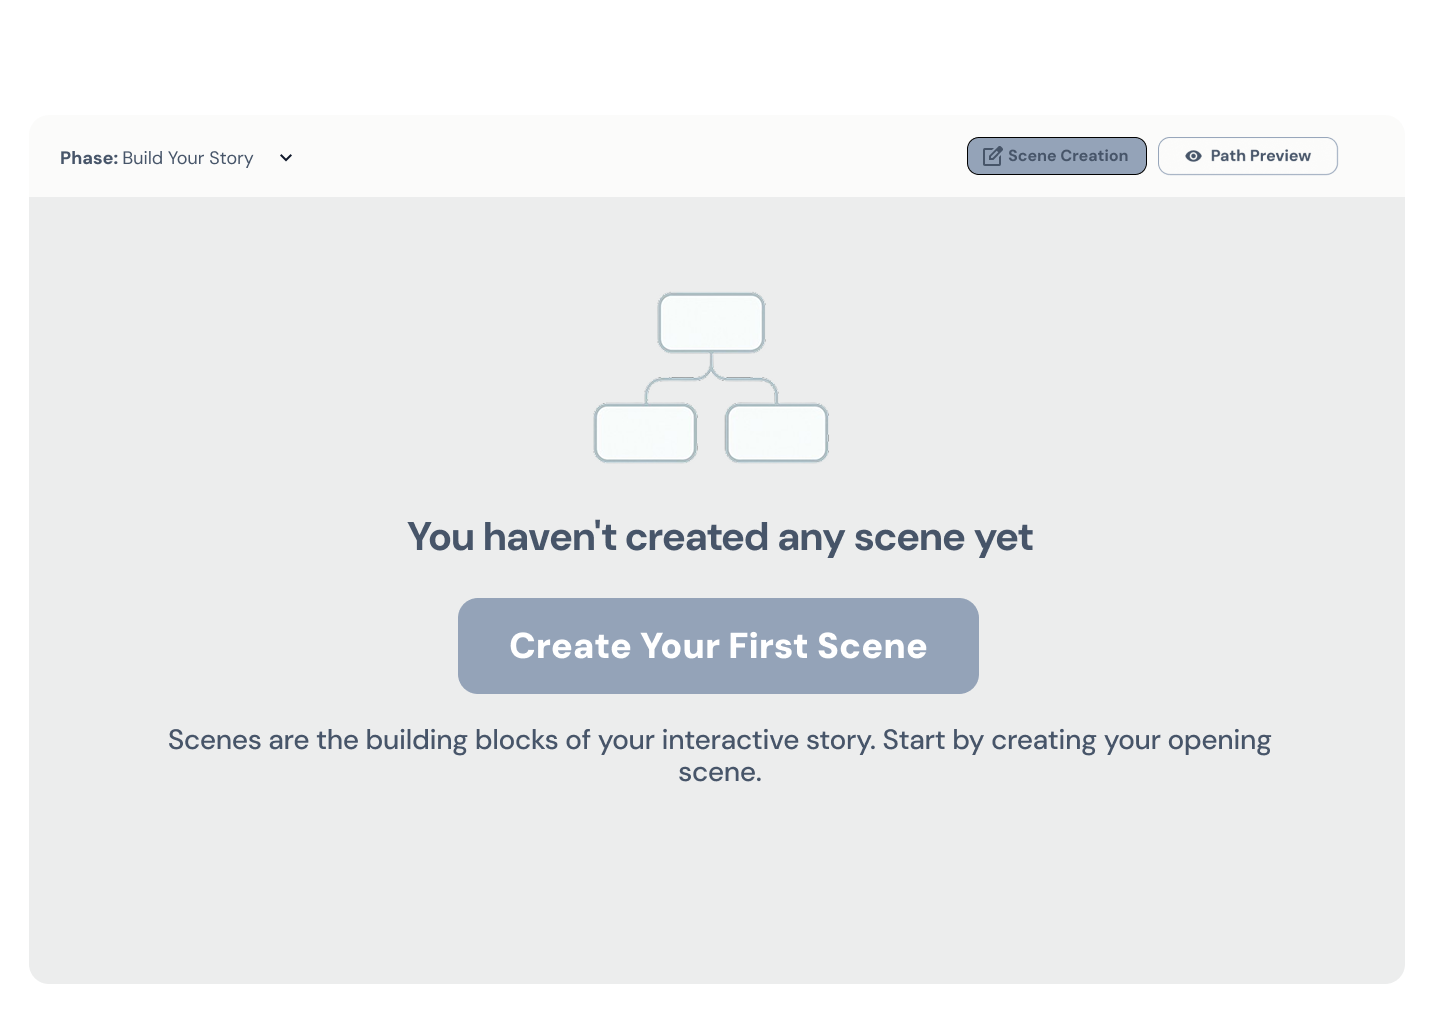 Phase: Build Your Story
Scene Creation
Path Preview
You haven't created any scene yet
Create Your First Scene
Scenes are the building blocks of your interactive story. Start by creating your opening
scene.